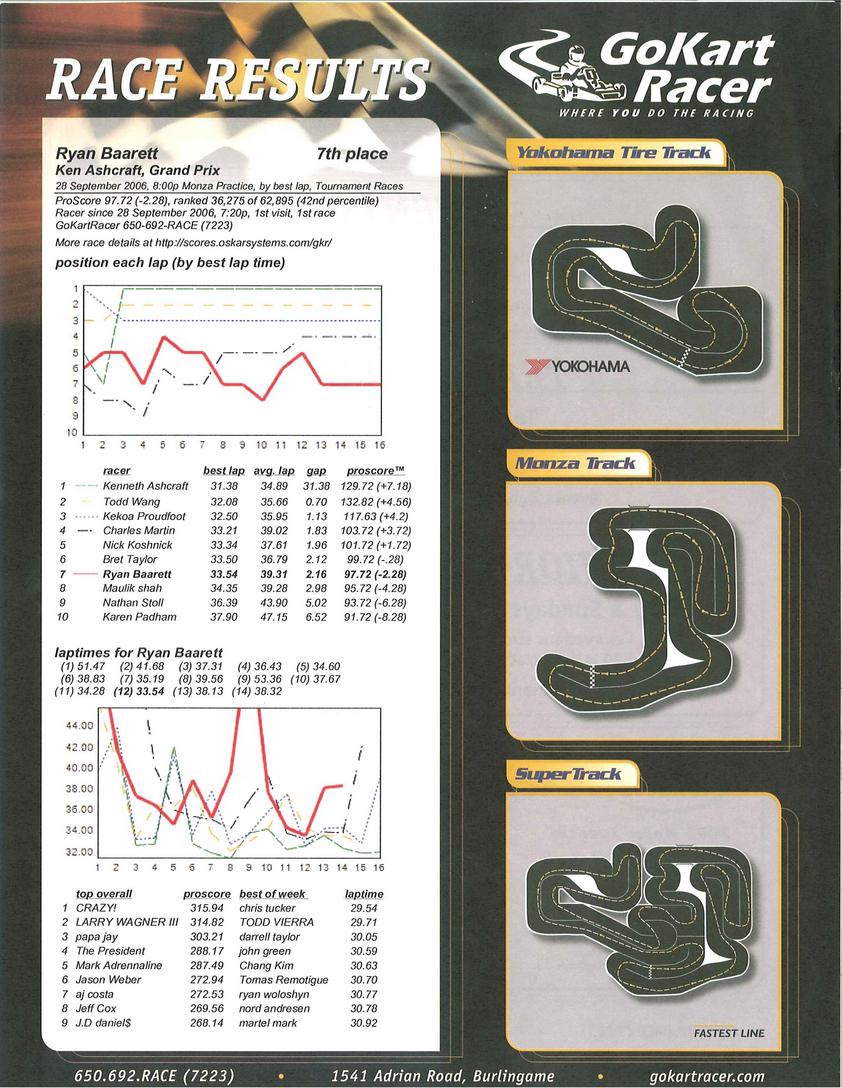 RACE RESULTS
GoKart
Racer
WHERE YOU DO THE RACING
Ryan Baarett 7th place
Ken Ashcraft, Grand Prix
28 September 2006, 8:00p Monza Practice, by best lap, Tournament Races
ProScore 97.72 (-2.28), ranked 36,275 of 62,895 (42nd percentile)
Racer since 28 September 2006, 7:20p, 1st visit, 1st race
GoKartRacer 650-692-RACE (7223)
More race details at http://scores.oskarsystems.com/gkr/
position each lap (by best lap time)
1
2
3
4
5
6
7
8
9
10
1 2 3 4 5 6 7 8 9 10 11 12 13 14 15 16
racer best lap avg. lap gap proscore™
1 Kenneth Ashcraft 31.38 34.89 31.38 129.72 (+7.18)
2 Todd Wang 32.08 35.66 0.70 132.82 (+4.56)
3 Kekoa Proudfoot 32.50 35.95 1.13 117.63 (+4.2)
4 Charles Martin 33.21 39.02 1.83 103.72 (+3.72)
5 Nick Koshnick 33.34 37.61 1.96 101.72 (+1.72)
6 Bret Taylor 33.50 36.79 2.12 99.72 (-.28)
7 Ryan Baarett 33.54 39.31 2.16 97.72 (-2.28)
8 Maulik shah 34.35 39.28 2.98 95.72 (-4.28)
9 Nathan Stoll 36.39 43.90 5.02 93.72 (-6.28)
10 Karen Padham 37.90 47.15 6.52 91.72 (-8.28)
laptimes for Ryan Baarett
(1) 51.47 (2) 41.68 (3) 37.31 (4) 36.43 (5) 34.60
(6) 38.83 (7) 35.19 (8) 39.56 (9) 53.36 (10) 37.67
(11) 34.28 (12) 33.54 (13) 38.13 (14) 38.32
44.00
42.00
40.00
38.00
36.00
34.00
32.00
1 2 3 4 5 6 7 8 9 10 11 12 13 14 15 16
top overall proscore best of week laptime
1 CRAZY! 315.94 chris tucker 29.54
2 LARRY WAGNER III 314.82 TODD VIERRA 29.71
3 papa jay 303.21 darrell taylor 30.05
4 The President 288.17 john green 30.59
5 Mark Adrennaline 287.49 Chang Kim 30.63
6 Jason Weber 272.94 Tomas Remotigue 30.70
7 aj costa 272.53 ryan woloshyn 30.77
8 Jeff Cox 269.56 nord andresen 30.78
9 J.D daniel$ 268.14 martel mark 30.92
Yokohama Tire Track
YOKOHAMA
Monza Track
SuperTrack
FASTEST LINE
650.692.RACE (7223) • 1541 Adrian Road, Burlingame • gokartracer.com